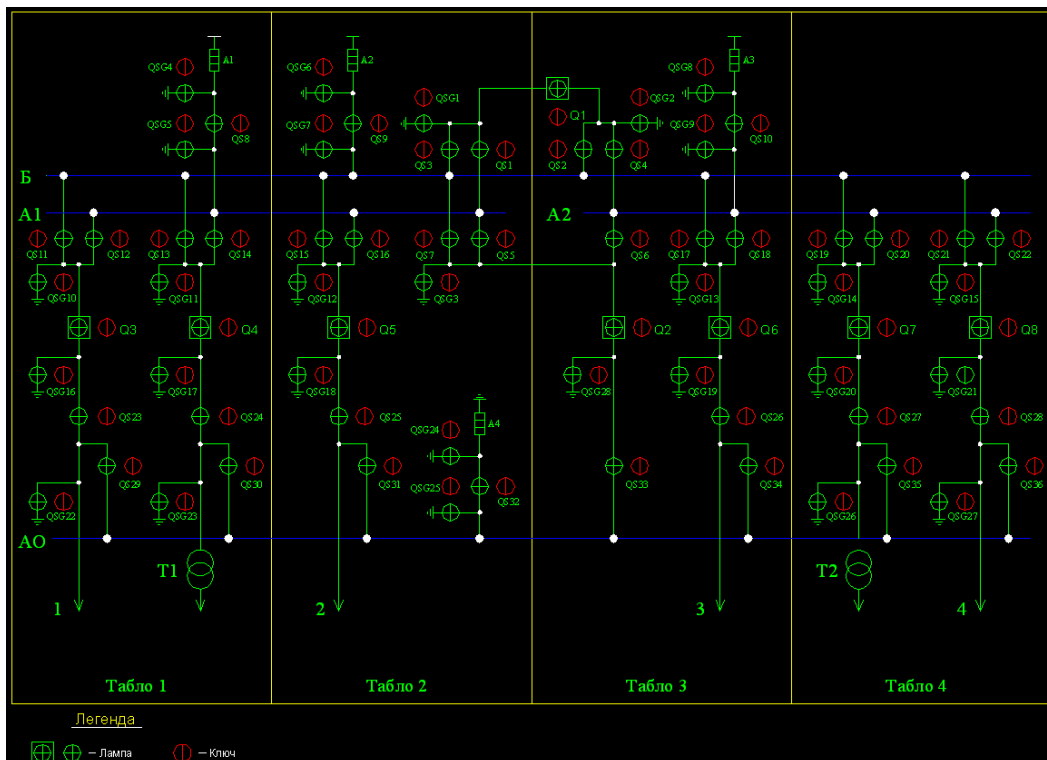 QSG4 A1 QSG6 A2 QSG8 A3
QSG1 QSG2
QSG5 QS8 QSG7 QS9 Q1 QSG9 QS10
QS3 QS1 QS2 QS4
Б
А1 А2
QS11 QS12 QS13 QS14 QS15 QS16 QS7 QS5 QS6 QS17 QS18 QS19 QS20 QS21 QS22
QSG10 QSG11 QSG12 QSG3 QSG13 QSG14 QSG15
Q3 Q4 Q5 Q2 Q6 Q7 Q8
QSG16 QSG17 QSG18 QSG28 QSG19 QSG20 QSG21
QS23 QS24 QS25 A4 QS26 QS27 QS28
QSG24
QS29 QS30 QS31 QS33 QS34 QS35 QS36
QSG25 QS32
QSG22 QSG23 QSG26 QSG27
АО
Т1 Т2
1 2 3 4
Табло 1 Табло 2 Табло 3 Табло 4
Легенда
— Лампа — Ключ